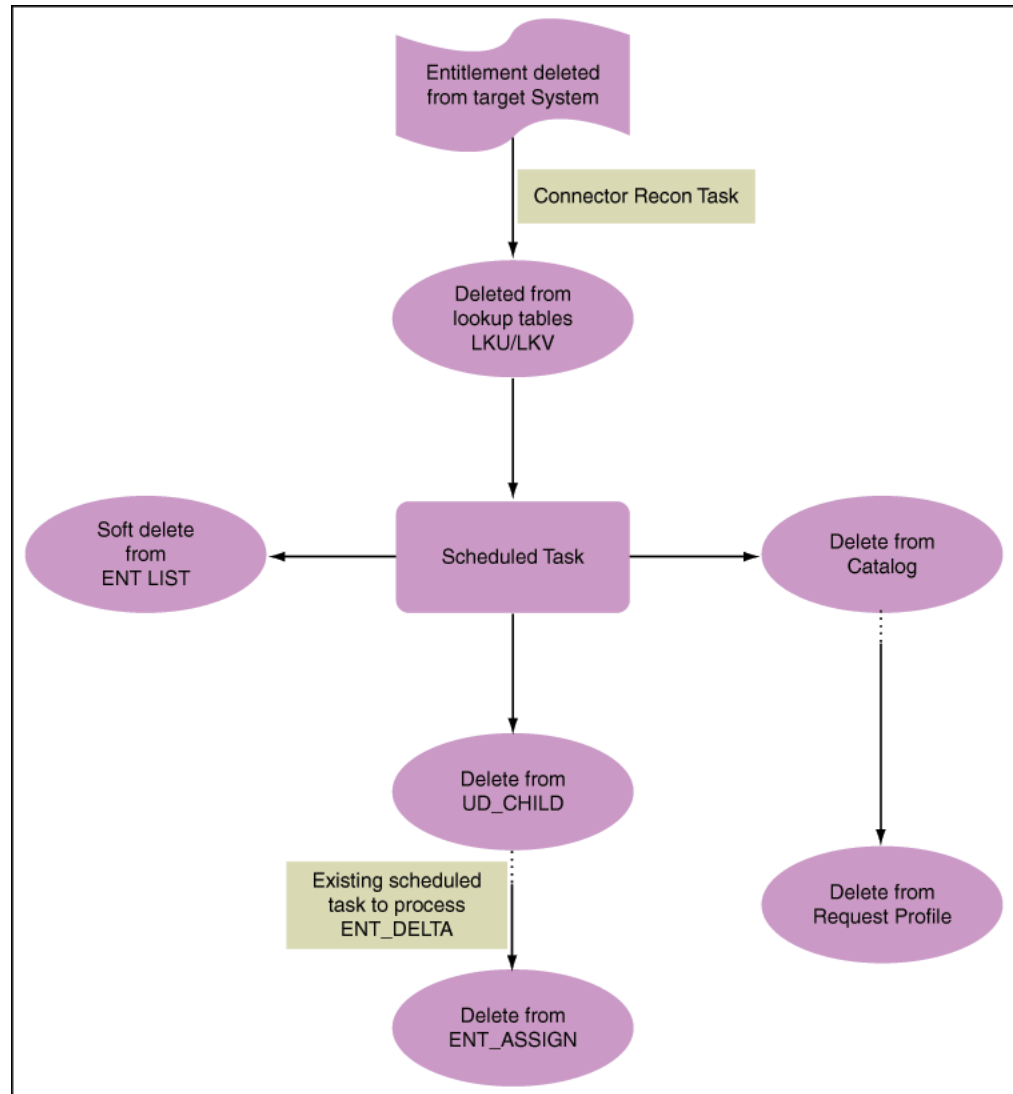 Entitlement deleted
from target System
Connector Recon Task
Deleted from
lookup tables
LKU/LKV
Soft delete
from
ENT LIST
Scheduled Task
Delete from
Catalog
Delete from
UD_CHILD
Existing scheduled
task to process
ENT_DELTA
Delete from
Request Profile
Delete from
ENT_ASSIGN